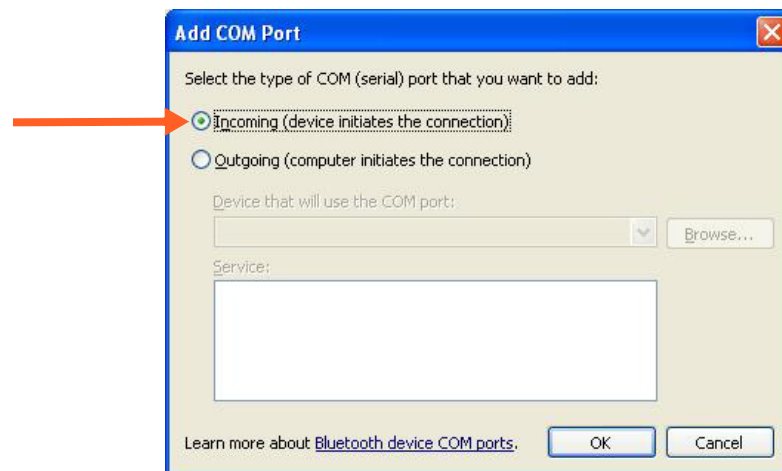 Add COM Port
Select the type of COM (serial) port that you want to add:
Incoming (device initiates the connection)
Outgoing (computer initiates the connection)
Device that will use the COM port:
Browse...
Service:
Learn more about Bluetooth device COM ports. OK Cancel